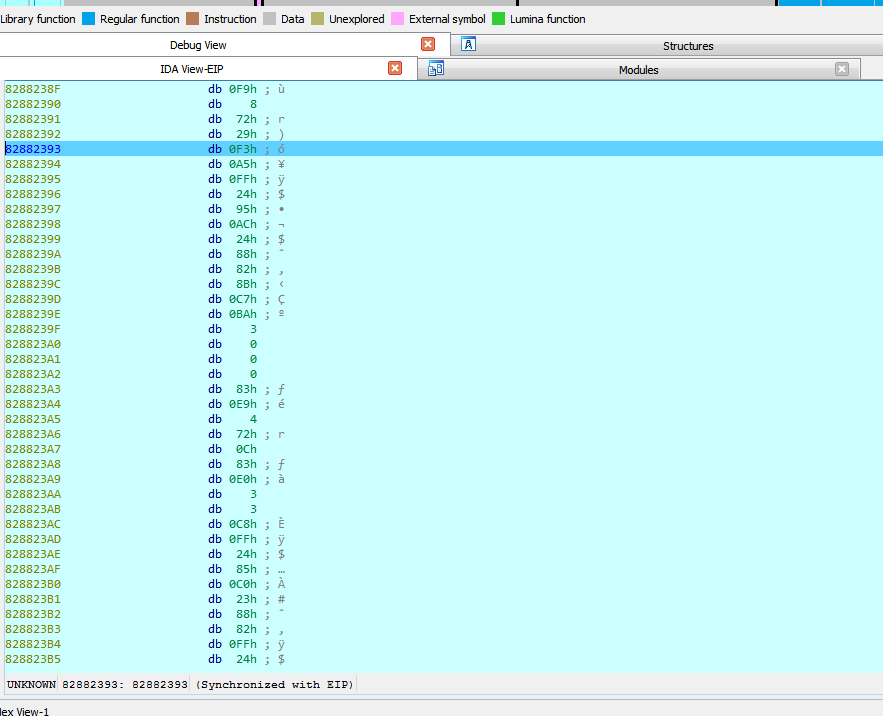 Library function Regular function Instruction Data Unexplored External symbol Lumina function
Debug View Structures
IDA View-EIP Modules
8288238F db 0F9h ; ù
82882390 db 8
82882391 db 72h ; r
82882392 db 29h ; )
82882393 db 0F3h ; ó
82882394 db 0A5h ; ¥
82882395 db 0FFh ; ÿ
82882396 db 24h ; $
82882397 db 95h ; •
82882398 db 0ACh ; ¬
82882399 db 24h ; $
8288239A db 88h ; ˆ
8288239B db 82h ; ‚
8288239C db 8Bh ; ‹
8288239D db 0C7h ; Ç
8288239E db 0BAh ; º
8288239F db 3
828823A0 db 0
828823A1 db 0
828823A2 db 0
828823A3 db 83h ; ƒ
828823A4 db 0E9h ; é
828823A5 db 4
828823A6 db 72h ; r
828823A7 db 0Ch
828823A8 db 83h ; ƒ
828823A9 db 0E0h ; à
828823AA db 3
828823AB db 3
828823AC db 0C8h ; È
828823AD db 0FFh ; ÿ
828823AE db 24h ; $
828823AF db 85h ; …
828823B0 db 0C0h ; À
828823B1 db 23h ; #
828823B2 db 88h ; ˆ
828823B3 db 82h ; ‚
828823B4 db 0FFh ; ÿ
828823B5 db 24h ; $
UNKNOWN 82882393: 82882393 (Synchronized with EIP)
lex View-1